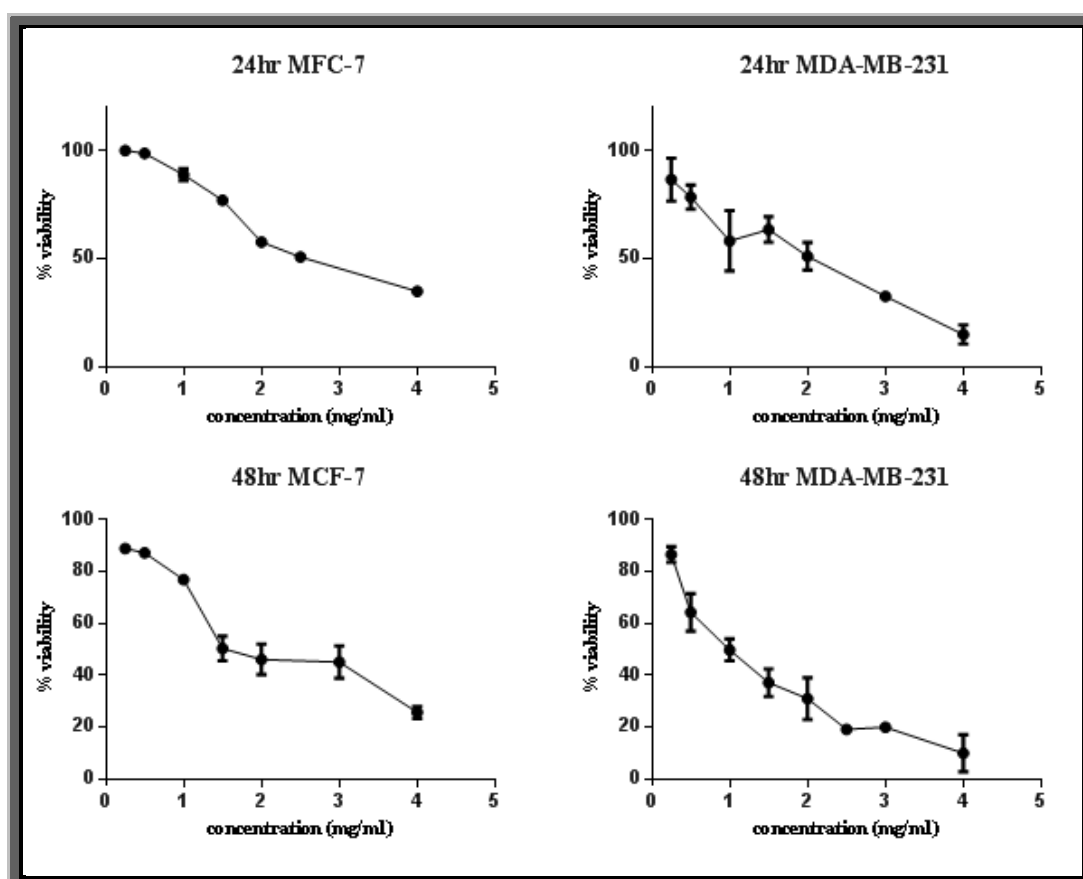 24hr MFC-7
24hr MDA-MB-231
100
50
0
% viability
0 1 2 3 4 5
concentration (mg/ml)
100
50
0
% viability
0 1 2 3 4 5
concentration (mg/ml)
48hr MCF-7
48hr MDA-MB-231
100
80
60
40
20
0
% viability
0 1 2 3 4 5
concentration (mg/ml)
100
80
60
40
20
0
% viability
0 1 2 3 4 5
concentration (mg/ml)